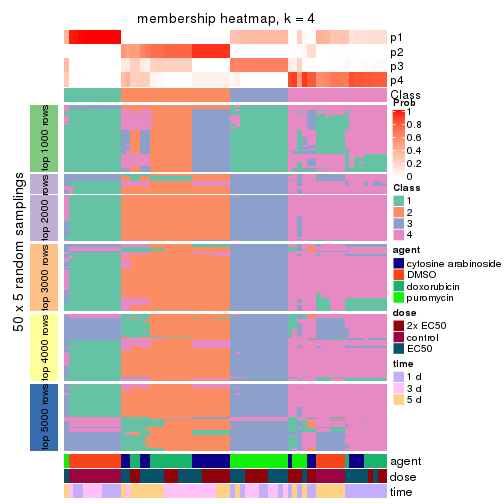 membership heatmap, k = 4
p1
p2
p3
p4
Class
50 x 5 random samplings
top 1000 rows
top 2000 rows
top 3000 rows
top 4000 rows
top 5000 rows
agent
dose
time
Prob
1
0.8
0.6
0.4
0.2
0
Class
1
2
3
4
agent
cytosine arabinoside
DMSO
doxorubicin
puromycin
dose
2x EC50
control
EC50
time
1 d
3 d
5 d